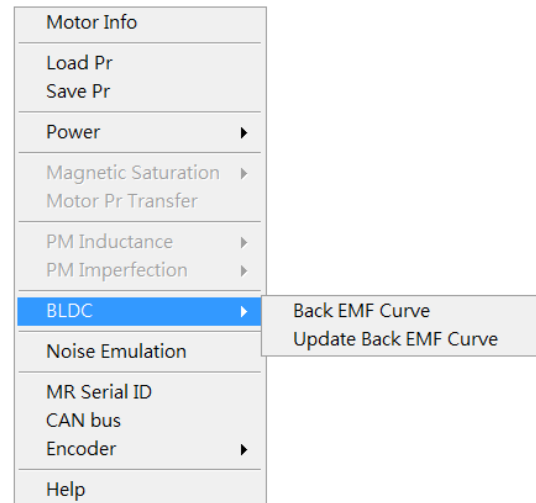 Motor Info
Load Pr
Save Pr
Power
Magnetic Saturation
Motor Pr Transfer
PM Inductance
PM Imperfection
BLDC
Back EMF Curve
Update Back EMF Curve
Noise Emulation
MR Serial ID
CAN bus
Encoder
Help